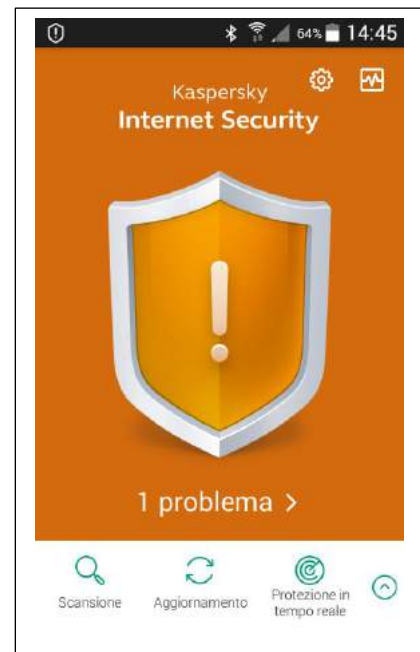 64% 14:45
Kaspersky
Internet Security
1 problema >
Scansione
Aggiornamento
Protezione in
tempo reale